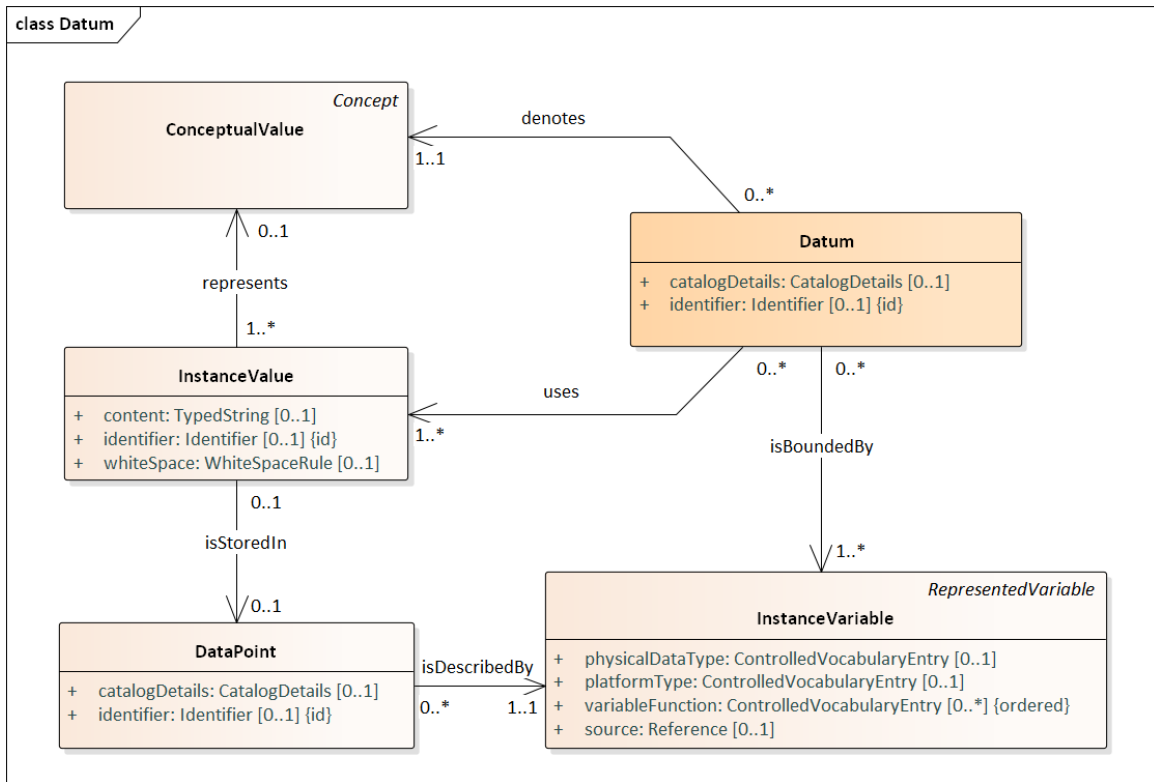 class Datum
Concept
ConceptualValue
denotes
1..1
0..*
0..1
represents
1..*
Datum
+ catalogDetails: CatalogDetails [0..1]
+ identifier: Identifier [0..1] {id}
InstanceValue
+ content: TypedString [0..1]
+ identifier: Identifier [0..1] {id}
+ whiteSpace: WhiteSpaceRule [0..1]
0..* 0..*
uses
1..*
isBoundedBy
0..1
isStoredIn
0..1
1..*
RepresentedVariable
InstanceVariable
+ physicalDataType: ControlledVocabularyEntry [0..1]
+ platformType: ControlledVocabularyEntry [0..1]
+ variableFunction: ControlledVocabularyEntry [0..*] {ordered}
+ source: Reference [0..1]
DataPoint
+ catalogDetails: CatalogDetails [0..1]
+ identifier: Identifier [0..1] {id}
isDescribedBy
0..* 1..1